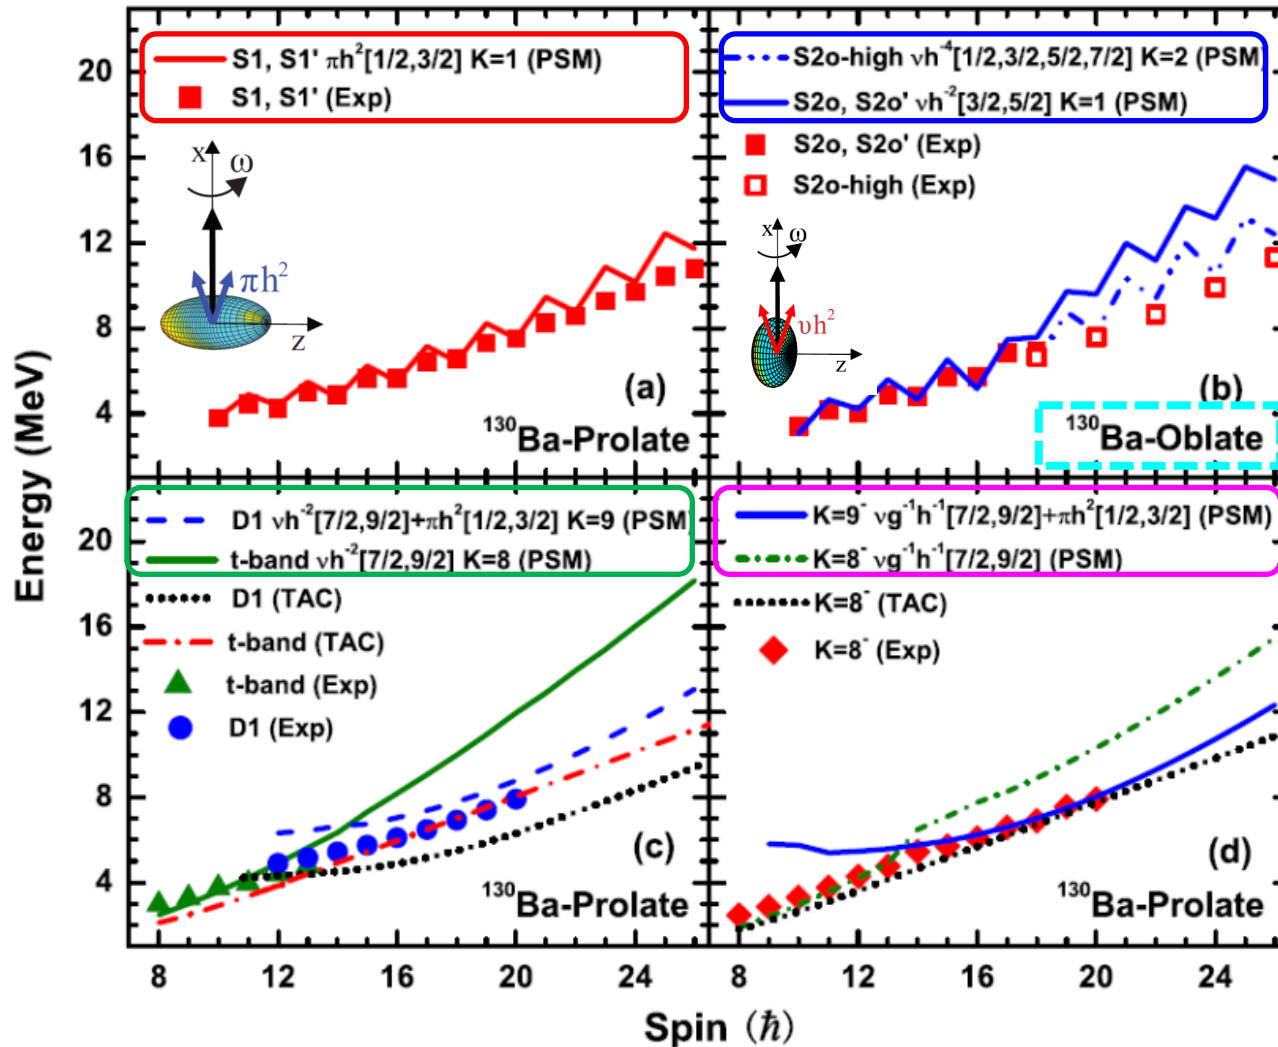 Energy (MeV)
20
16
12
8
4
S1, S1' πh²[1/2,3/2] K=1 (PSM)
S1, S1' (Exp)
x
ω
πh²
z
(a)
¹³⁰Ba-Prolate
S2o-high νh⁻⁴[1/2,3/2,5/2,7/2] K=2 (PSM)
S2o, S2o' νh⁻²[3/2,5/2] K=1 (PSM)
S2o, S2o' (Exp)
S2o-high (Exp)
x
ω
υh²
z
(b)
¹³⁰Ba-Oblate
20
16
12
8
4
D1 νh⁻²[7/2,9/2]+πh²[1/2,3/2] K=9 (PSM)
t-band νh⁻²[7/2,9/2] K=8 (PSM)
D1 (TAC)
t-band (TAC)
t-band (Exp)
D1 (Exp)
(c)
¹³⁰Ba-Prolate
K=9⁻ νg⁻¹h⁻¹[7/2,9/2]+πh²[1/2,3/2] (PSM)
K=8⁻ νg⁻¹h⁻¹[7/2,9/2] (PSM)
K=8⁻ (TAC)
K=8⁻ (Exp)
(d)
¹³⁰Ba-Prolate
8 12 16 20 24 8 12 16 20 24
Spin (ℏ)